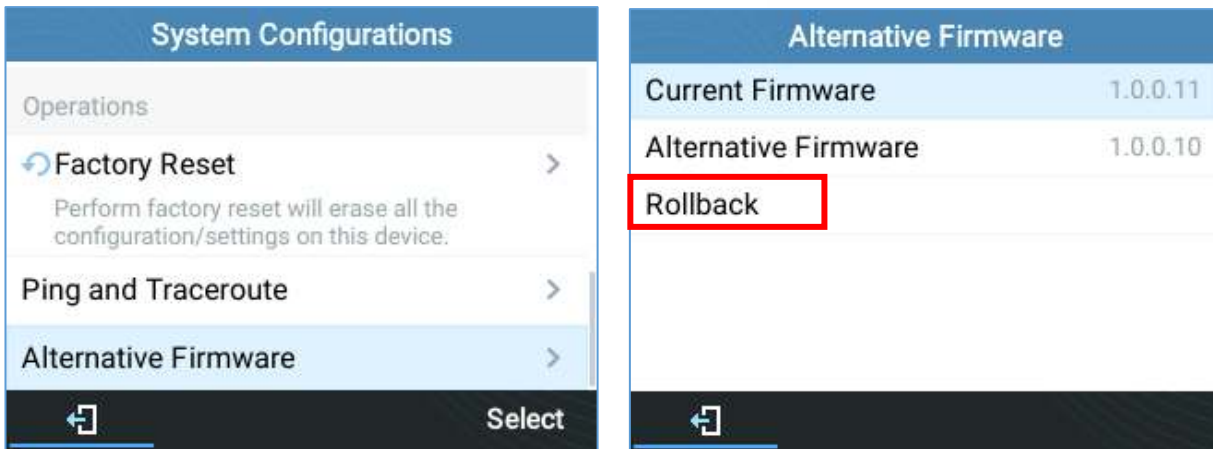 System Configurations
Operations
Factory Reset
Perform factory reset will erase all the
configuration/settings on this device.
Ping and Traceroute
Alternative Firmware
Select
Alternative Firmware
Current Firmware 1.0.0.11
Alternative Firmware 1.0.0.10
Rollback